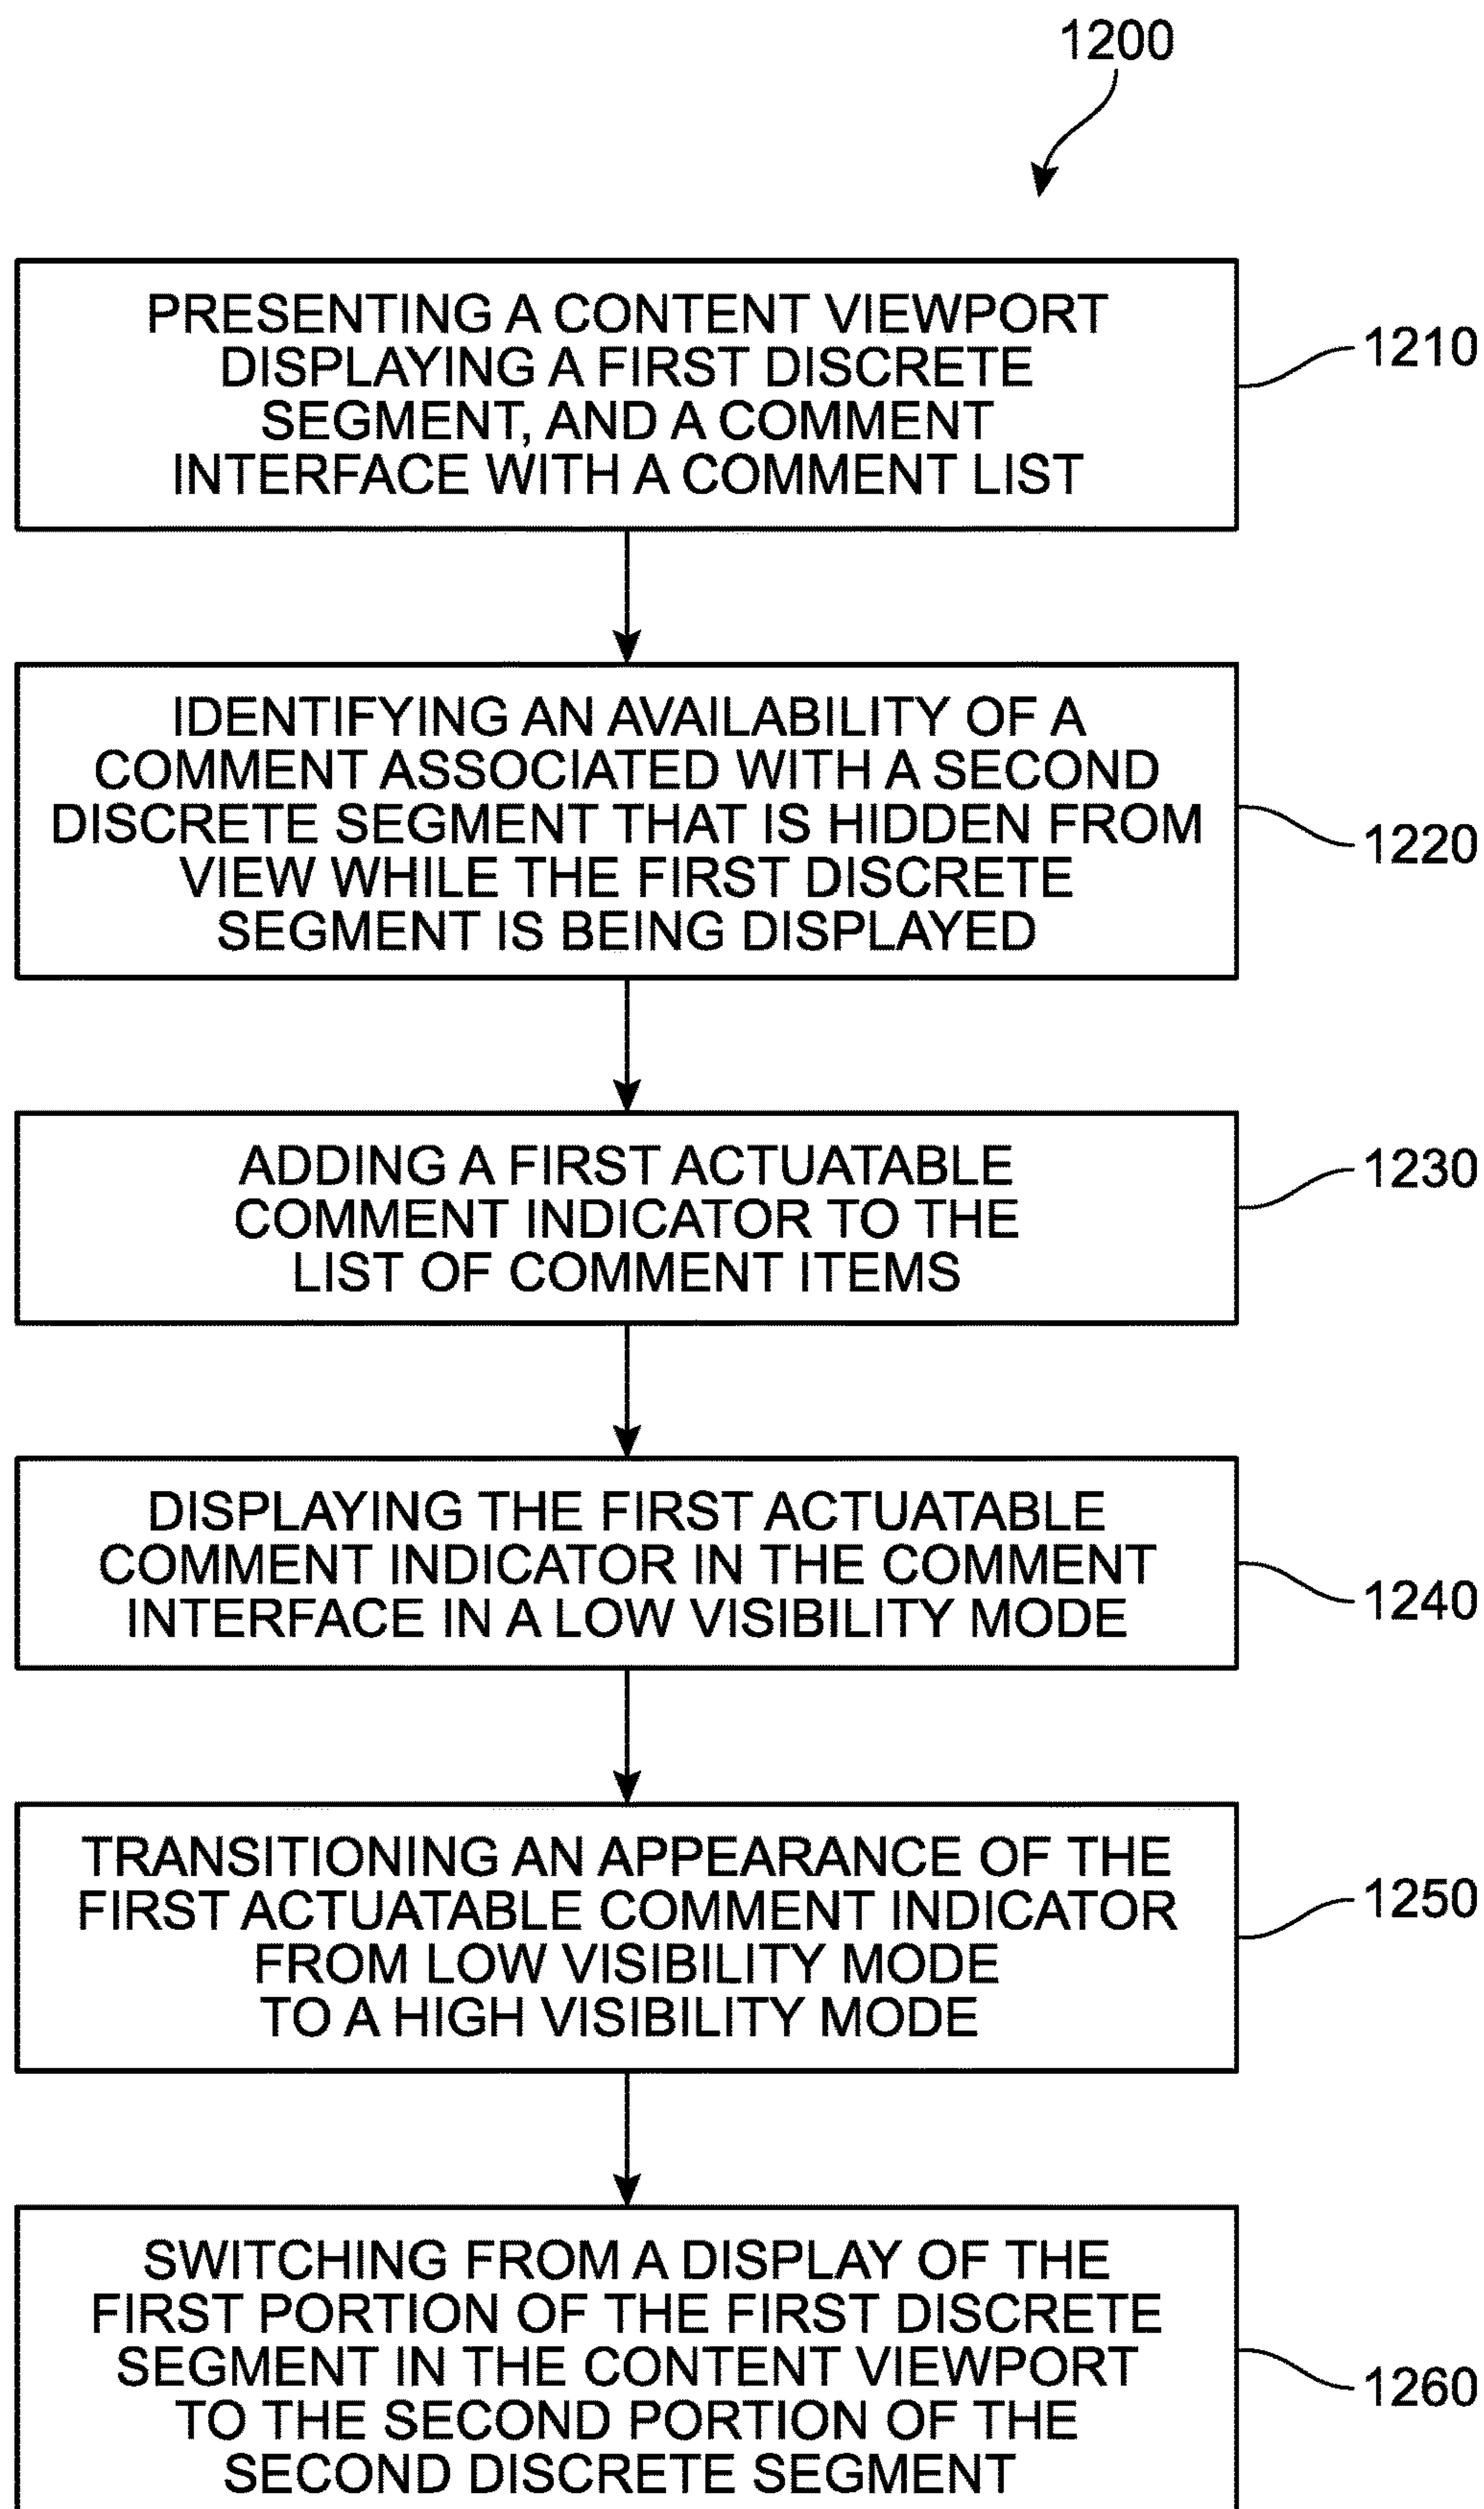 1200
PRESENTING A CONTENT VIEWPORT
DISPLAYING A FIRST DISCRETE
SEGMENT, AND A COMMENT
INTERFACE WITH A COMMENT LIST
1210
IDENTIFYING AN AVAILABILITY OF A
COMMENT ASSOCIATED WITH A SECOND
DISCRETE SEGMENT THAT IS HIDDEN FROM
VIEW WHILE THE FIRST DISCRETE
SEGMENT IS BEING DISPLAYED
1220
ADDING A FIRST ACTUATABLE
COMMENT INDICATOR TO THE
LIST OF COMMENT ITEMS
1230
DISPLAYING THE FIRST ACTUATABLE
COMMENT INDICATOR IN THE COMMENT
INTERFACE IN A LOW VISIBILITY MODE
1240
TRANSITIONING AN APPEARANCE OF THE
FIRST ACTUATABLE COMMENT INDICATOR
FROM LOW VISIBILITY MODE
TO A HIGH VISIBILITY MODE
1250
SWITCHING FROM A DISPLAY OF THE
FIRST PORTION OF THE FIRST DISCRETE
SEGMENT IN THE CONTENT VIEWPORT
TO THE SECOND PORTION OF THE
SECOND DISCRETE SEGMENT
1260